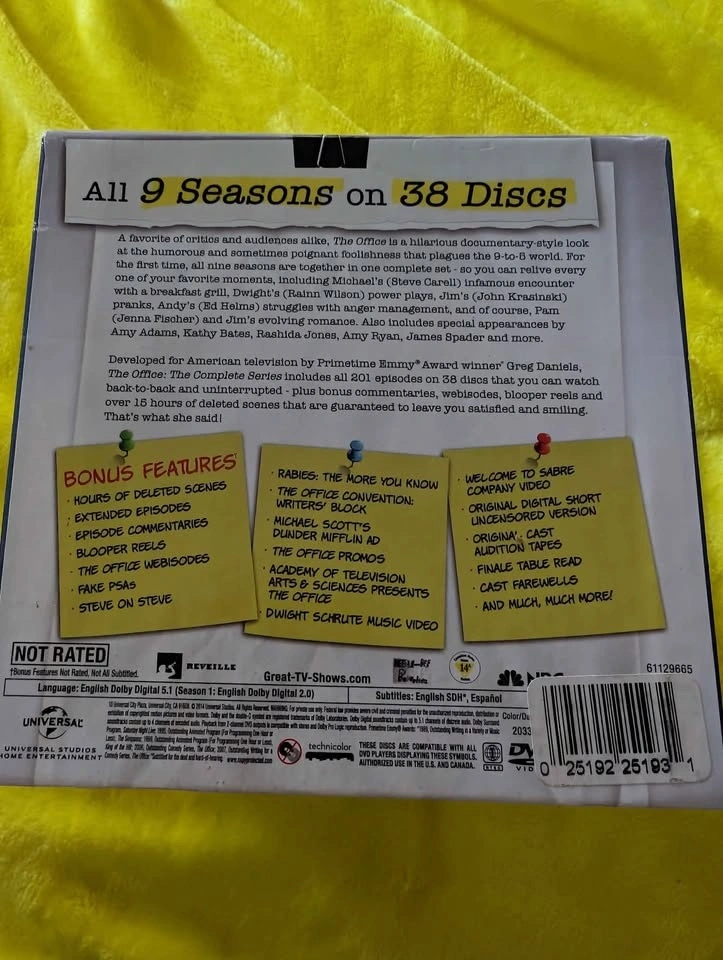 All 9 Seasons on 38 Discs
A favorite of critics and audiences alike, The Office is a hilarious documentary-style look
at the humorous and sometimes poignant foolishness that plagues the 9-to-5 world. For
the first time, all nine seasons are together in one complete set - so you can relive every
one of your favorite moments, including Michael's (Steve Carell) infamous encounter
with a breakfast grill, Dwight's (Rainn Wilson) power plays, Jim's (John Krasinski)
pranks, Andy's (Ed Helms) struggles with anger management, and of course, Pam
(Jenna Fischer) and Jim's evolving romance. Also includes special appearances by
Amy Adams, Kathy Bates, Rashida Jones, Amy Ryan, James Spader and more.
Developed for American television by Primetime Emmy® Award winner* Greg Daniels,
The Office: The Complete Series includes all 201 episodes on 38 discs that you can watch
back-to-back and uninterrupted - plus bonus commentaries, webisodes, blooper reels and
over 15 hours of deleted scenes that are guaranteed to leave you satisfied and smiling.
That's what she said!
BONUS FEATURES†
· HOURS OF DELETED SCENES
· EXTENDED EPISODES
· EPISODE COMMENTARIES
· BLOOPER REELS
· THE OFFICE WEBISODES
· FAKE PSAs
· STEVE ON STEVE
· RABIES: THE MORE YOU KNOW
· THE OFFICE CONVENTION:
WRITERS' BLOCK
· MICHAEL SCOTT'S
DUNDER MIFFLIN AD
· THE OFFICE PROMOS
· ACADEMY OF TELEVISION
ARTS & SCIENCES PRESENTS
THE OFFICE
· DWIGHT SCHRUTE MUSIC VIDEO
· WELCOME TO SABRE
COMPANY VIDEO
· ORIGINAL DIGITAL SHORT
UNCENSORED VERSION
· ORIGINAL CAST
AUDITION TAPES
· FINALE TABLE READ
· CAST FAREWELLS
· AND MUCH, MUCH MORE!
NOT RATED
†Bonus Features Not Rated, Not All Subtitled.
REVEILLE
Great-TV-Shows.com
NBC
61129665
Language: English Dolby Digital 5.1 (Season 1: English Dolby Digital 2.0)
Subtitles: English SDH*, Español
UNIVERSAL
UNIVERSAL STUDIOS
HOME ENTERTAINMENT
technicolor
THESE DISCS ARE COMPATIBLE WITH ALL
DVD PLAYERS DISPLAYING THESE SYMBOLS.
AUTHORIZED USE IN THE U.S. AND CANADA.
0 25192 25193 1